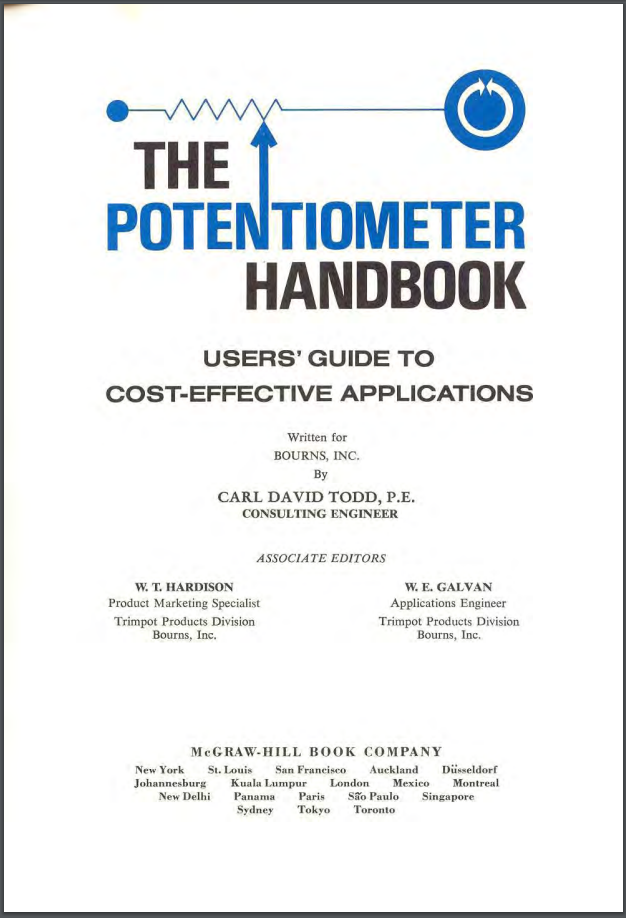 THE
POTENTIOMETER
HANDBOOK
USERS' GUIDE TO
COST-EFFECTIVE APPLICATIONS
Written for
BOURNS, INC.
By
CARL DAVID TODD, P.E.
CONSULTING ENGINEER
ASSOCIATE EDITORS
W. T. HARDISON
Product Marketing Specialist
Trimpot Products Division
Bourns, Inc.
W. E. GALVAN
Applications Engineer
Trimpot Products Division
Bourns, Inc.
McGRAW-HILL BOOK COMPANY
New York St. Louis San Francisco Auckland Düsseldorf
Johannesburg Kuala Lumpur London Mexico Montreal
New Delhi Panama Paris São Paulo Singapore
Sydney Tokyo Toronto